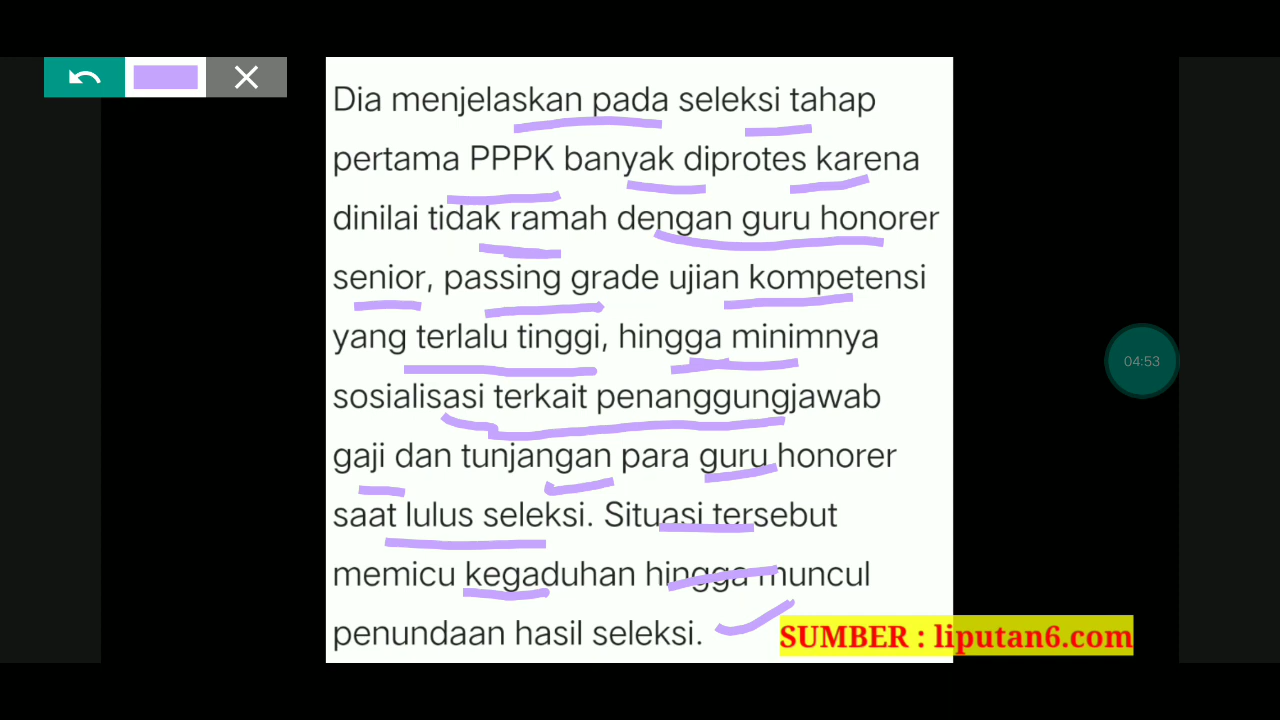 Dia menjelaskan pada seleksi tahap
pertama PPPK banyak diprotes karena
dinilai tidak ramah dengan guru honorer
senior, passing grade ujian kompetensi
yang terlalu tinggi, hingga minimnya
sosialisasi terkait penanggungjawab
gaji dan tunjangan para guru honorer
saat lulus seleksi. Situasi tersebut
memicu kegaduhan hingga muncul
penundaan hasil seleksi.
SUMBER : liputan6.com
04:53